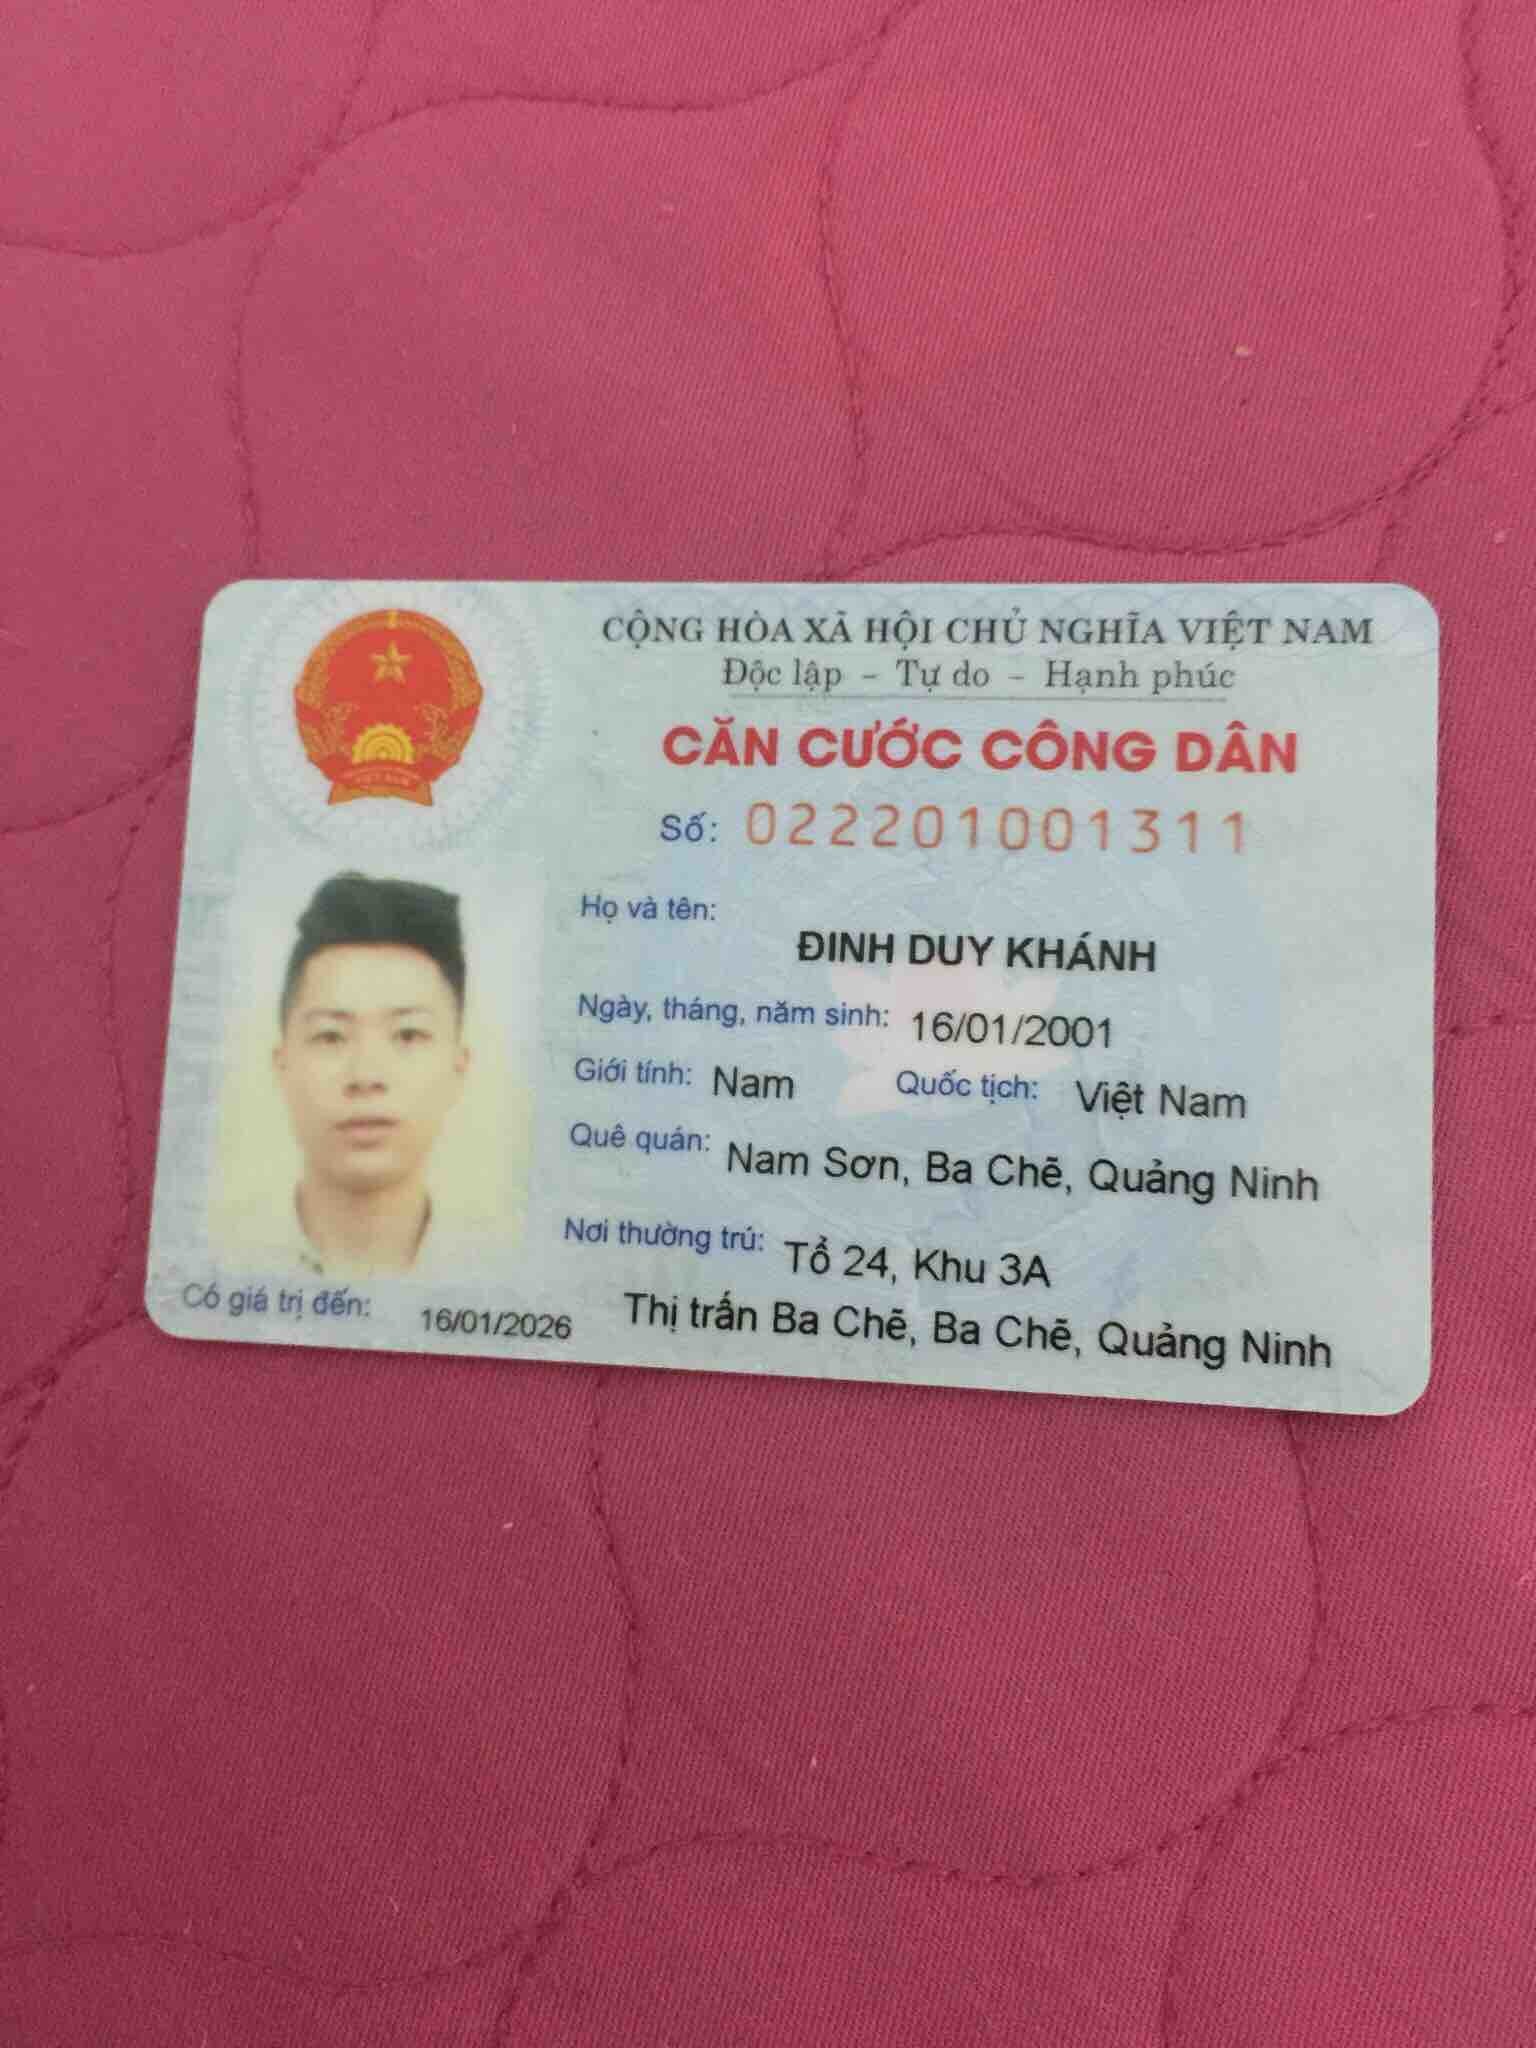 CỘNG HÒA XÃ HỘI CHỦ NGHĨA VIỆT NAM
Độc lập - Tự do - Hạnh phúc
CĂN CƯỚC CÔNG DÂN
Số: 022201001311
Họ và tên:
ĐINH DUY KHÁNH
Ngày, tháng, năm sinh: 16/01/2001
Giới tính: Nam Quốc tịch: Việt Nam
Quê quán: Nam Sơn, Ba Chẽ, Quảng Ninh
Nơi thường trú: Tổ 24, Khu 3A
Thị trấn Ba Chẽ, Ba Chẽ, Quảng Ninh
Có giá trị đến: 16/01/2026
VIỆT NAM